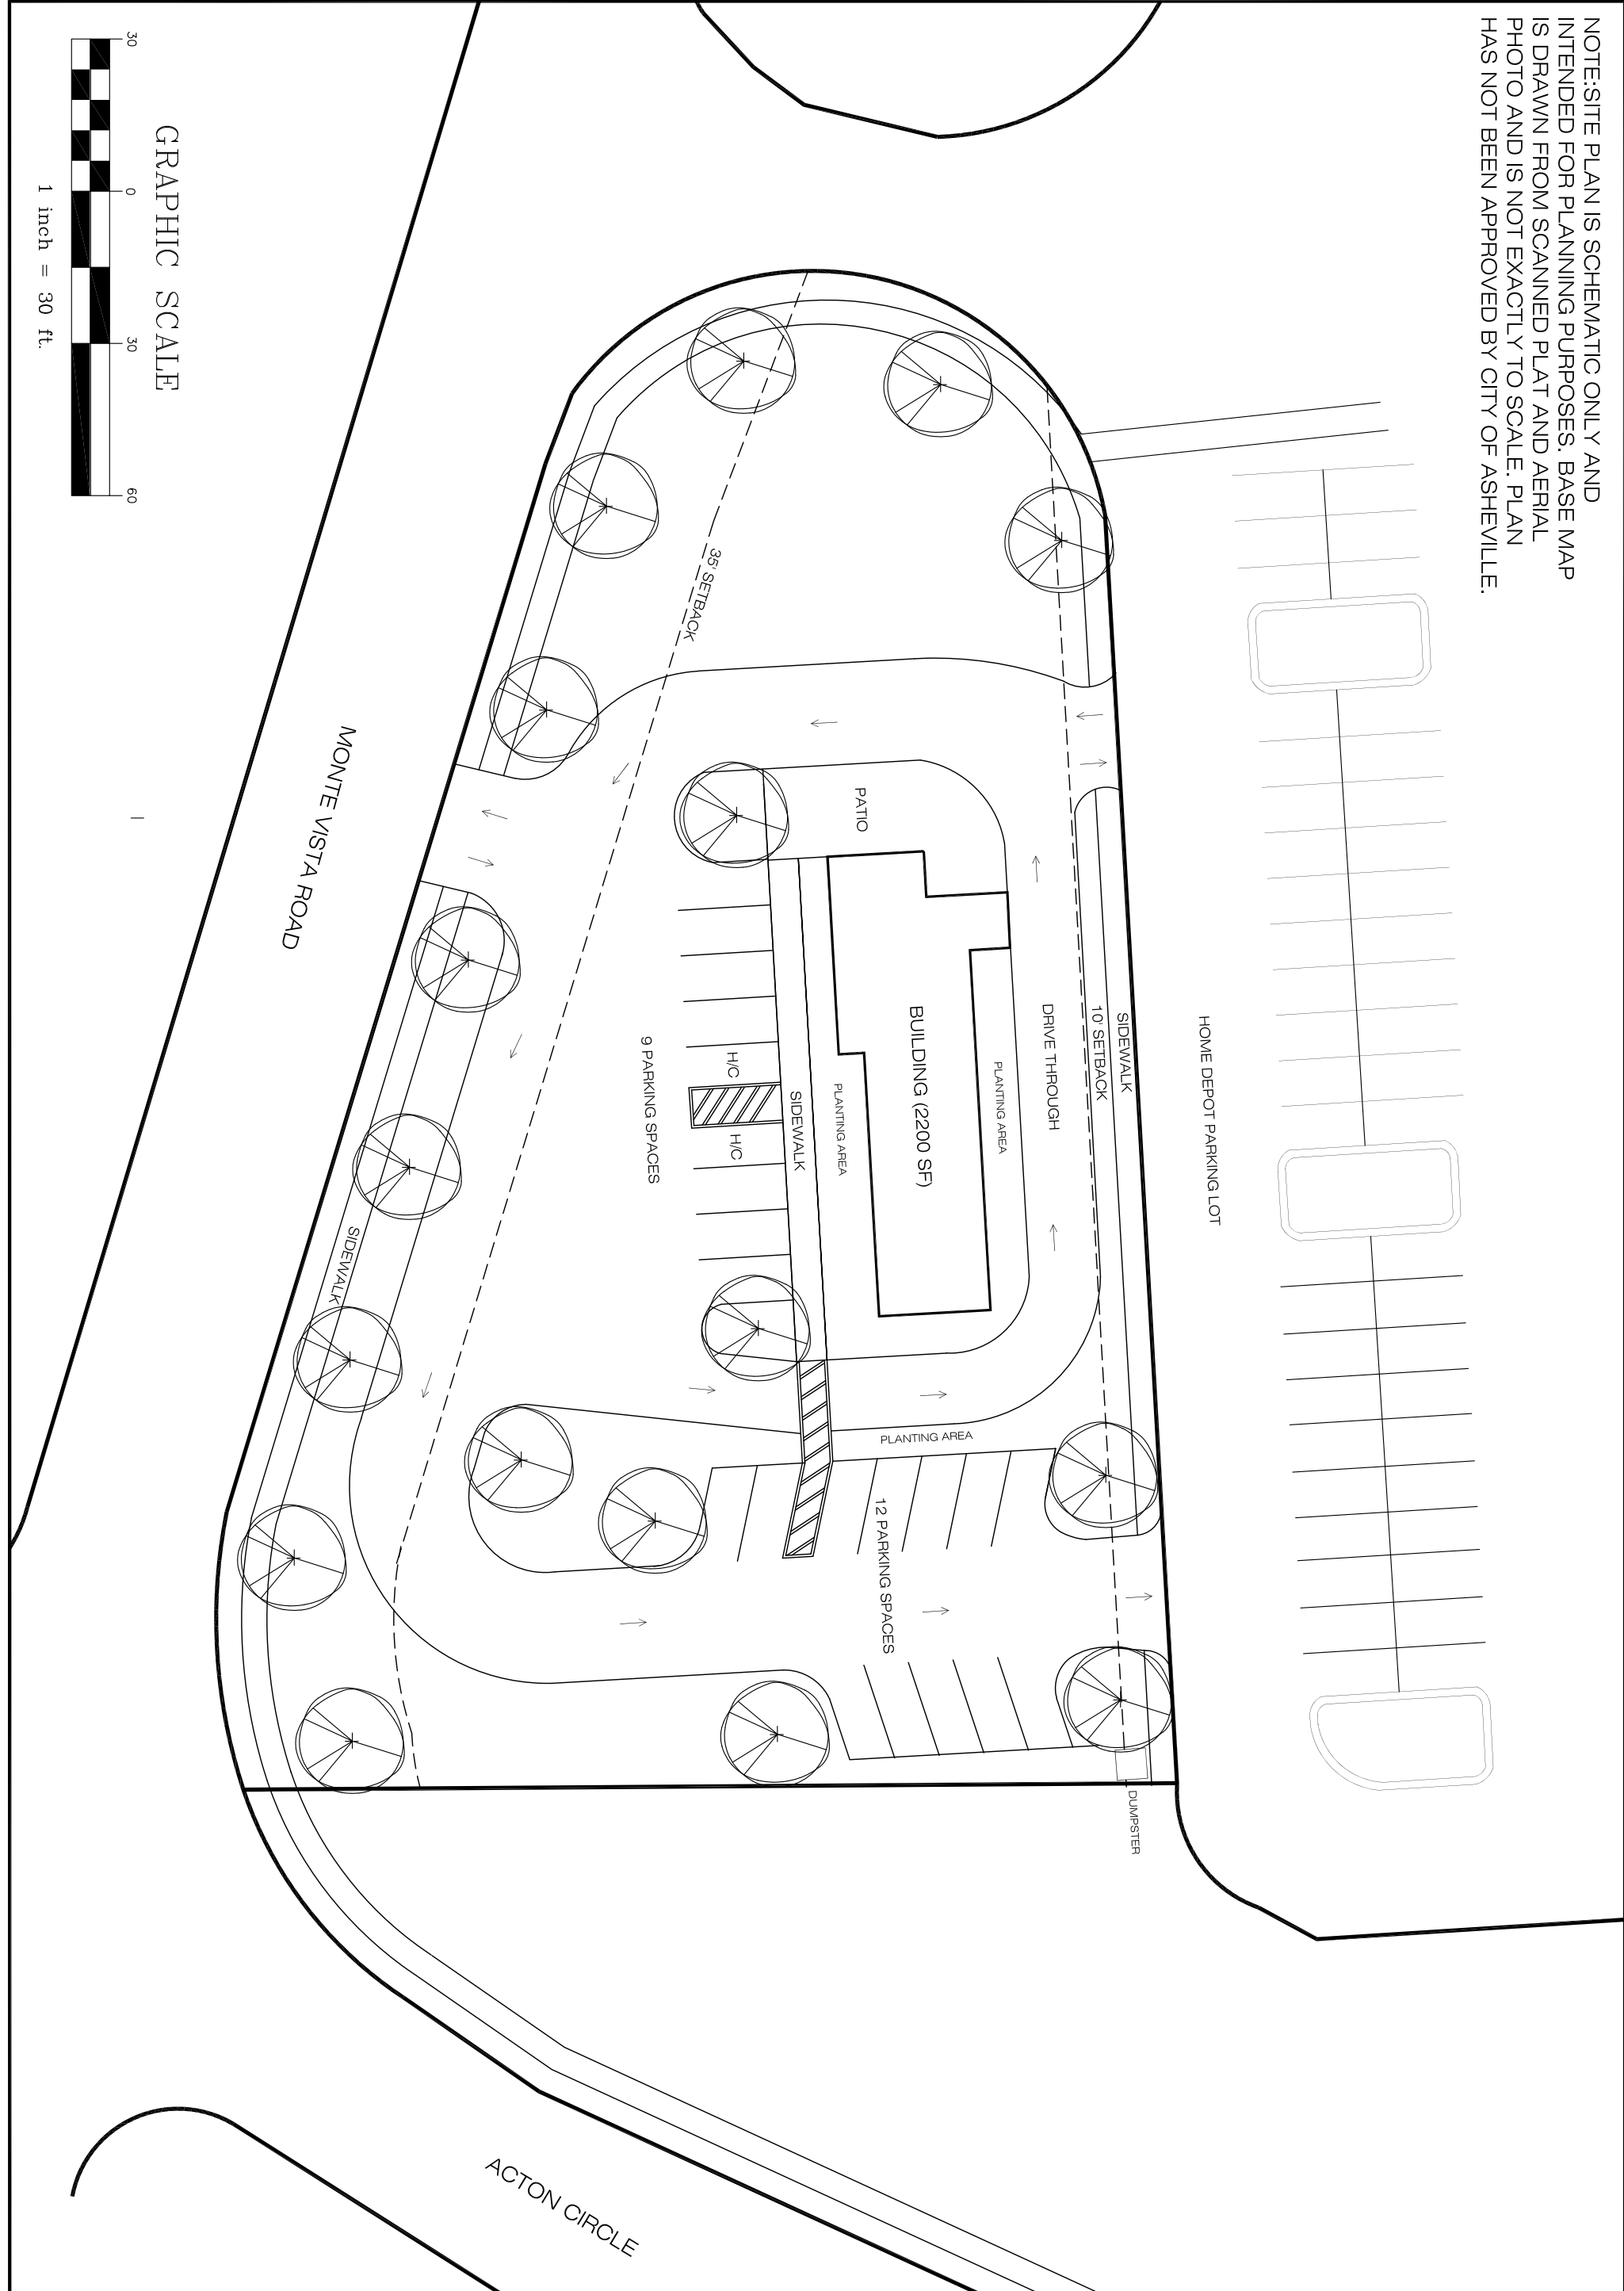 NOTE:SITE PLAN IS SCHEMATIC ONLY AND
INTENDED FOR PLANNING PURPOSES. BASE MAP
IS DRAWN FROM SCANNED PLAT AND AERIAL
PHOTO AND IS NOT EXACTLY TO SCALE. PLAN
HAS NOT BEEN APPROVED BY CITY OF ASHEVILLE.
HOME DEPOT PARKING LOT
SIDEWALK
10' SETBACK
DRIVE THROUGH
PLANTING AREA
BUILDING (2200 SF)
PATIO
PLANTING AREA
SIDEWALK
H/C
H/C
9 PARKING SPACES
35' SETBACK
PLANTING AREA
12 PARKING SPACES
DUMPSTER
SIDEWALK
MONTE VISTA ROAD
ACTON CIRCLE
GRAPHIC SCALE
30 0 30 60
1 inch = 30 ft.